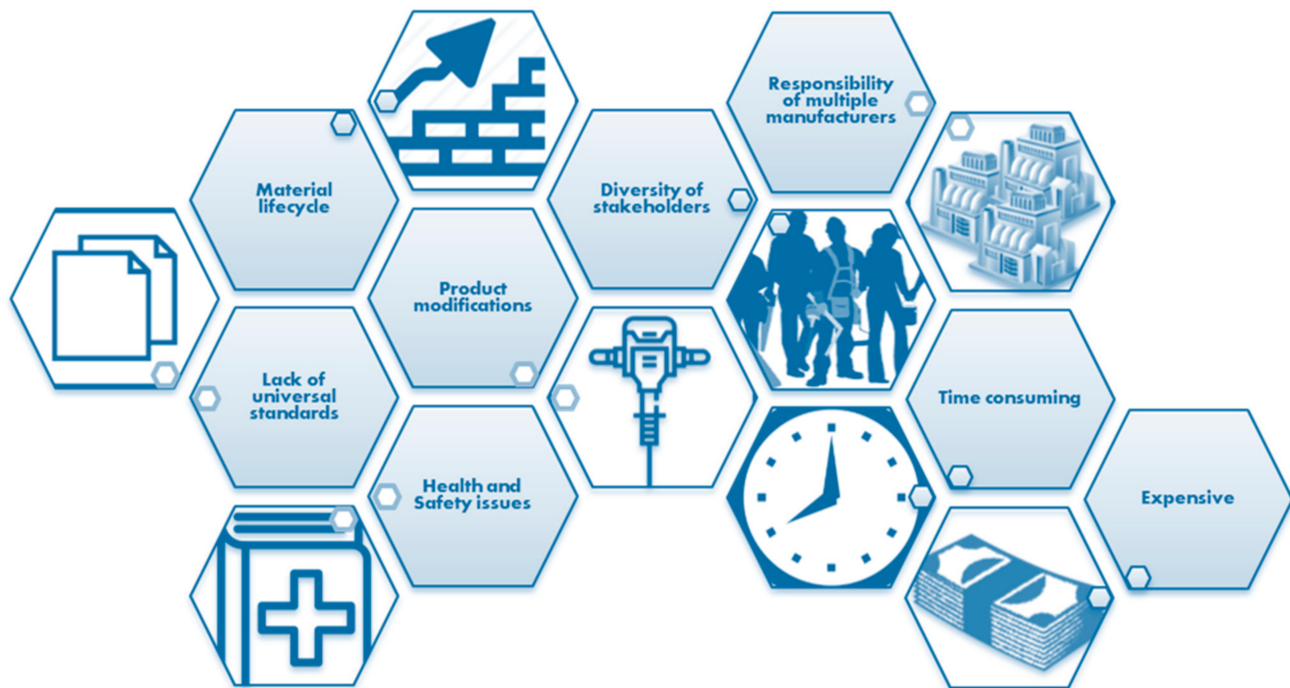 Responsibility
of multiple
manufacturers
Material
lifecycle
Diversity of
stakeholders
Product
modifications
Lack of
universal
standards
Time consuming
Health and
Safety issues
Expensive